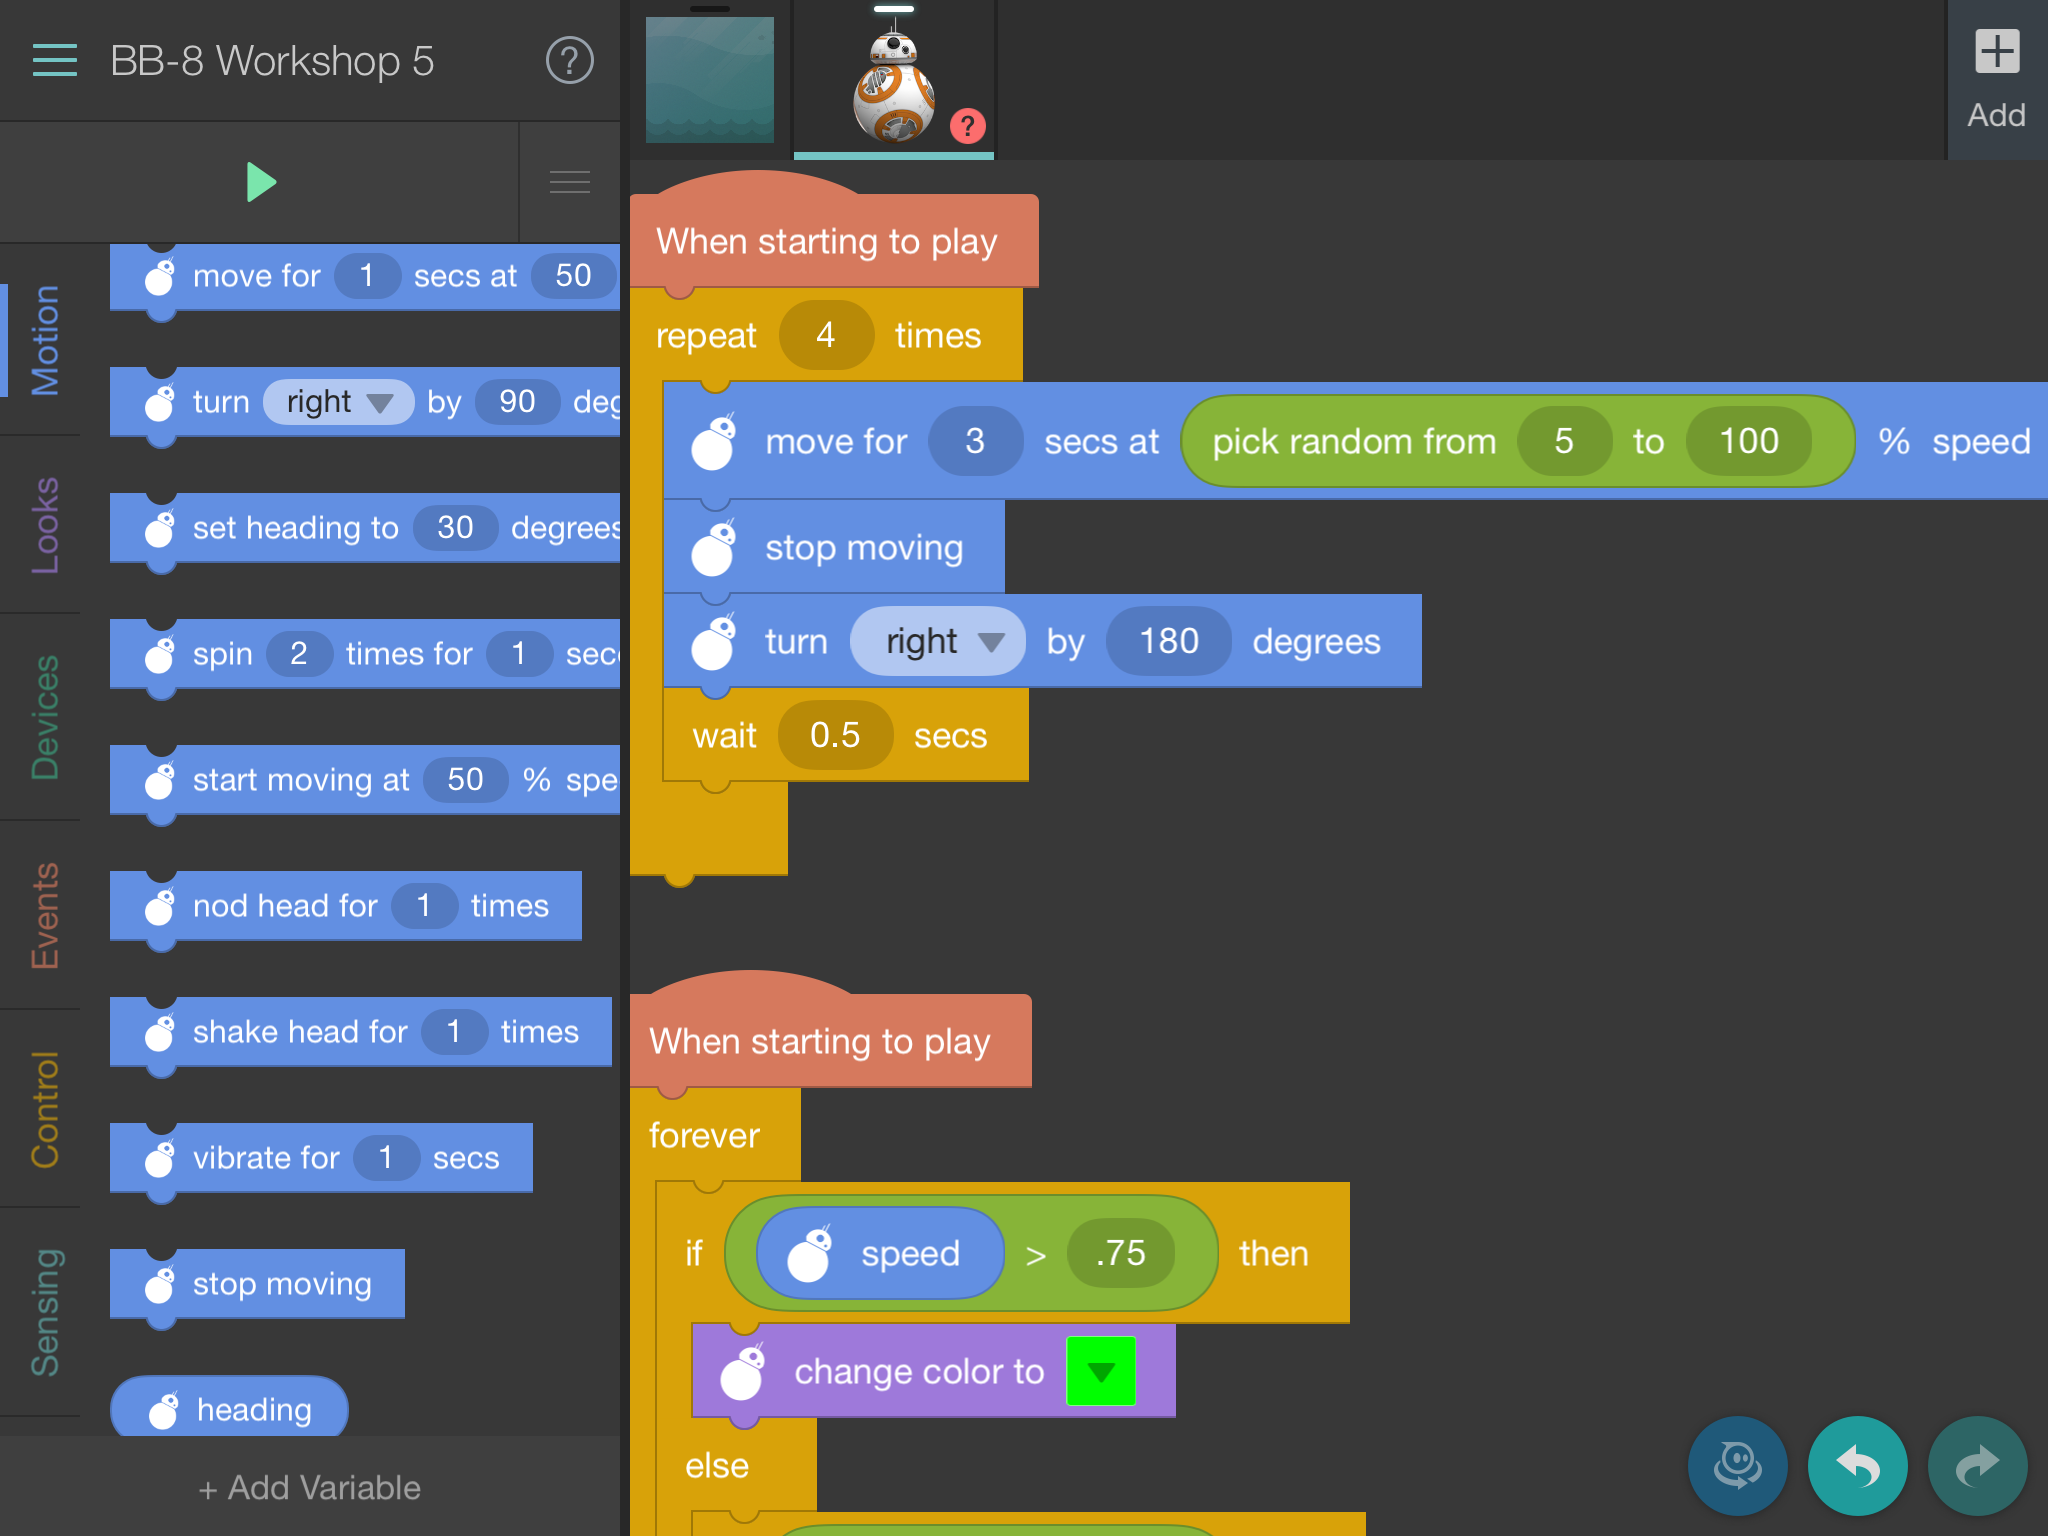 BB-8 Workshop 5
?
?
Add
Motion
Looks
Devices
Events
Control
Sensing
move for 1 secs at 50
turn right by 90 deg
set heading to 30 degrees
spin 2 times for 1 sec
start moving at 50 % spe
nod head for 1 times
shake head for 1 times
vibrate for 1 secs
stop moving
heading
+ Add Variable
When starting to play
repeat 4 times
move for 3 secs at pick random from 5 to 100 % speed
stop moving
turn right by 180 degrees
wait 0.5 secs
When starting to play
forever
if speed > .75 then
change color to
else